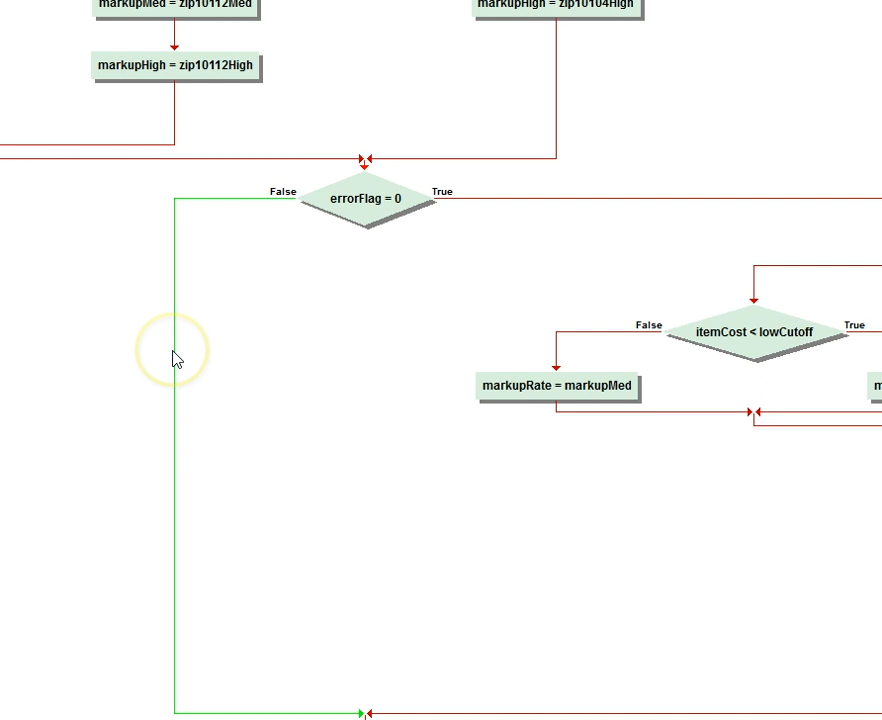 markupMed = zip10112Med
markupHigh = zip10104High
markupHigh = zip10112High
False
True
errorFlag = 0
False
True
itemCost < lowCutoff
markupRate = markupMed
m